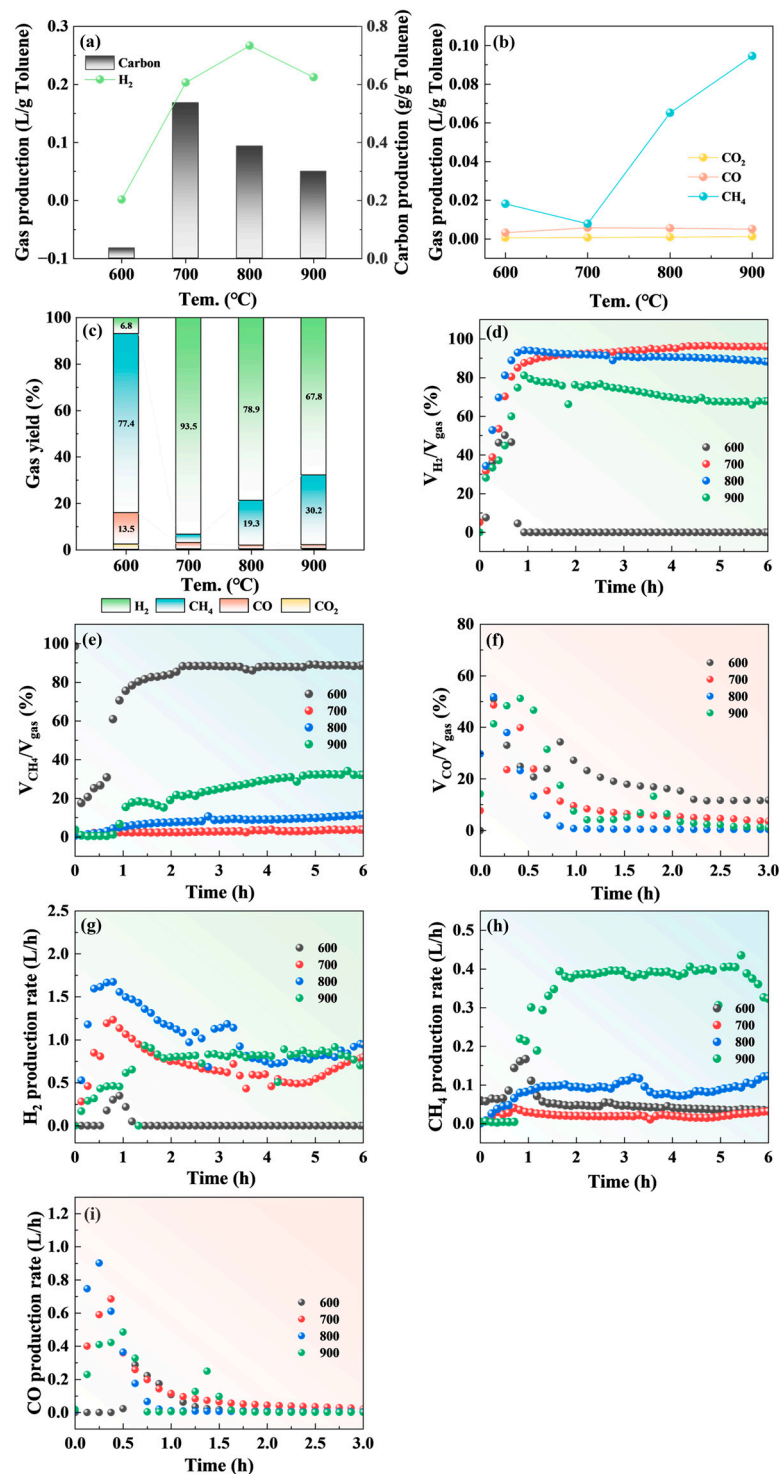 (a)
Carbon
H2
Gas production (L/g Toluene)
0.3
0.2
0.1
0.0
−0.1
Carbon production (g/g Toluene)
0.8
0.6
0.4
0.2
0.0
600 700 800 900
Tem. (℃)
(b)
Gas production (L/g Toluene)
0.10
0.08
0.06
0.04
0.02
0.00
CO2
CO
CH4
600 700 800 900
Tem. (℃)
(c)
Gas yield (%)
100
80
60
40
20
0
6.8
77.4
13.5
93.5
78.9
19.3
67.8
30.2
600 700 800 900
Tem. (℃)
H2 CH4 CO CO2
(d)
VH2/Vgas (%)
100
80
60
40
20
0
600
700
800
900
0 1 2 3 4 5 6
Time (h)
(e)
VCH4/Vgas (%)
100
80
60
40
20
0
600
700
800
900
0 1 2 3 4 5 6
Time (h)
(f)
VCO/Vgas (%)
80
60
40
20
0
600
700
800
900
0.0 0.5 1.0 1.5 2.0 2.5 3.0
Time (h)
(g)
H2 production rate (L/h)
2.5
2.0
1.5
1.0
0.5
0.0
600
700
800
900
0 1 2 3 4 5 6
Time (h)
(h)
CH4 production rate (L/h)
0.5
0.4
0.3
0.2
0.1
0.0
600
700
800
900
0 1 2 3 4 5 6
Time (h)
(i)
CO production rate (L/h)
1.2
1.0
0.8
0.6
0.4
0.2
0.0
600
700
800
900
0.0 0.5 1.0 1.5 2.0 2.5 3.0
Time (h)